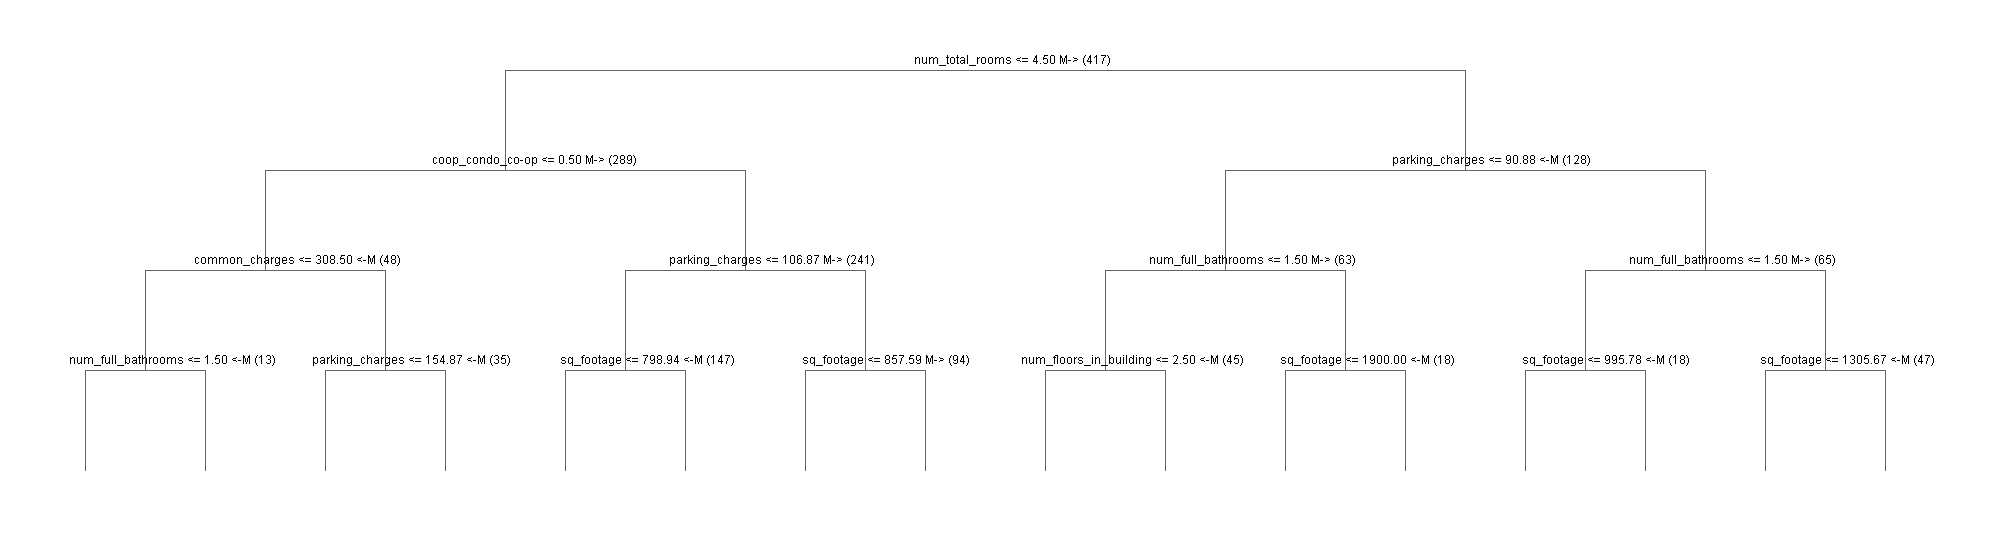 num_total_rooms <= 4.50 M-> (417)
coop_condo_co-op <= 0.50 M-> (289)
parking_charges <= 90.88 <-M (128)
common_charges <= 308.50 <-M (48)
parking_charges <= 106.87 M-> (241)
num_full_bathrooms <= 1.50 M-> (63)
num_full_bathrooms <= 1.50 M-> (65)
num_full_bathrooms <= 1.50 <-M (13)
parking_charges <= 154.87 <-M (35)
sq_footage <= 798.94 <-M (147)
sq_footage <= 857.59 M-> (94)
num_floors_in_building <= 2.50 <-M (45)
sq_footage <= 1900.00 <-M (18)
sq_footage <= 995.78 <-M (18)
sq_footage <= 1305.67 <-M (47)